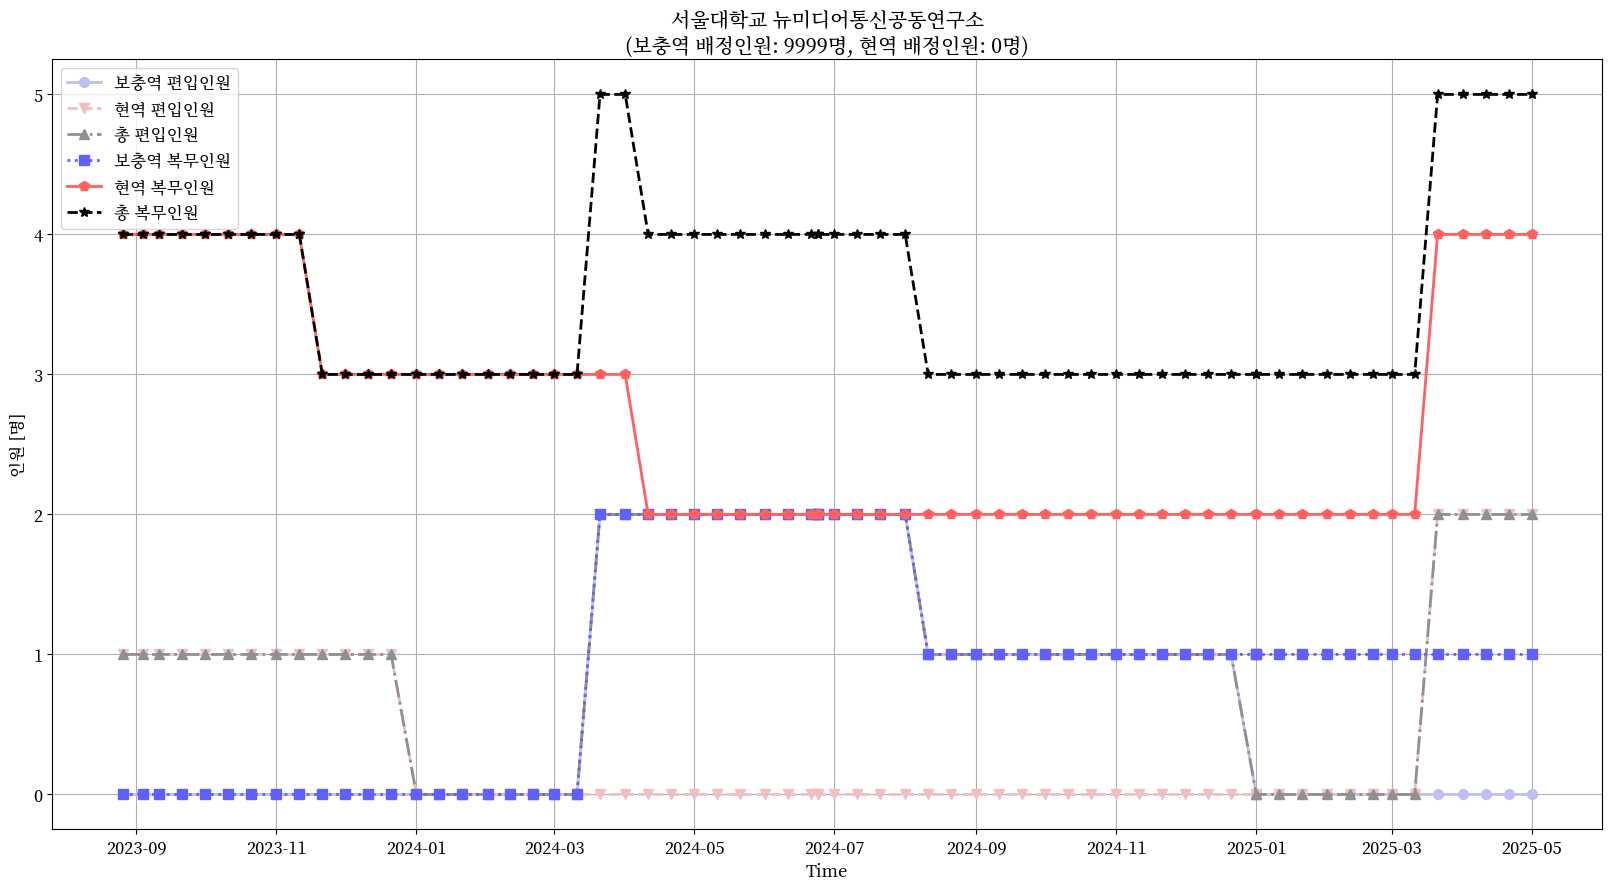 서울대학교 뉴미디어통신공동연구소
(보충역 배정인원: 9999명, 현역 배정인원: 0명)
보충역 편입인원
현역 편입인원
총 편입인원
보충역 복무인원
현역 복무인원
총 복무인원
인원 [명]
5
4
3
2
1
0
2023-09 2023-11 2024-01 2024-03 2024-05 2024-07 2024-09 2024-11 2025-01 2025-03 2025-05
Time